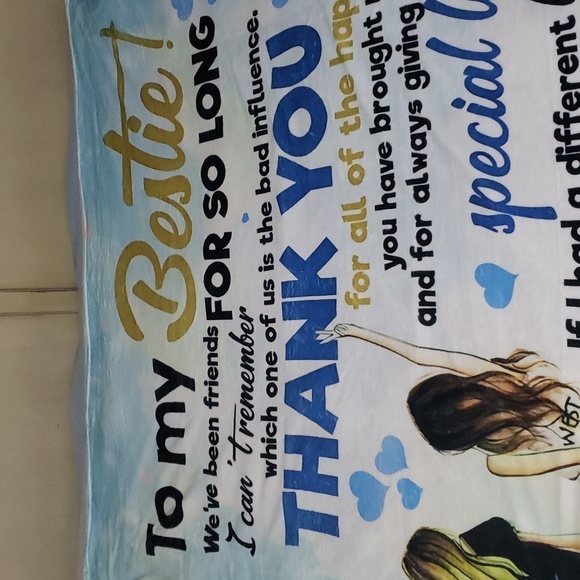 To my Bestie!
We've been friends FOR SO LONG
I can't remember
which one of us is the bad influence.
THANK YOU
for all of the hap
you have brought
and for always giving
special
If I had a different